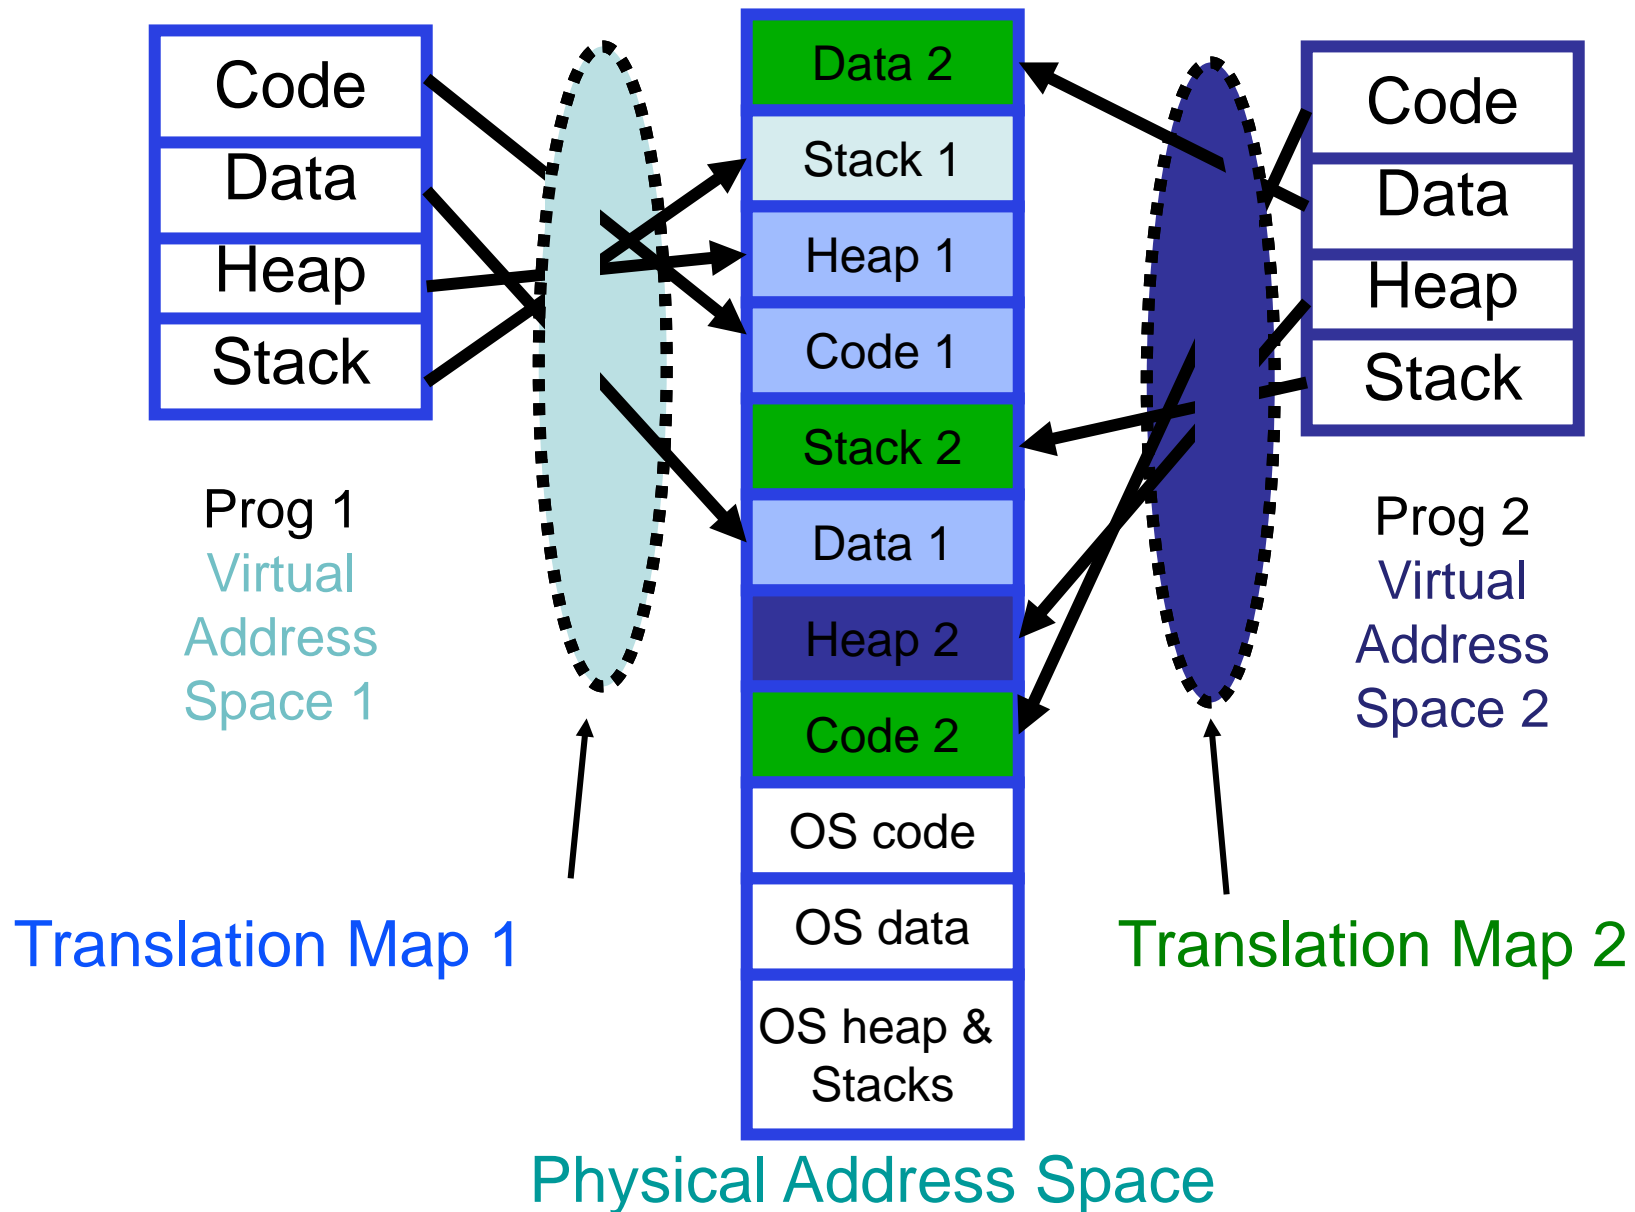 Code
Data
Heap
Stack
Prog 1
Virtual
Address
Space 1
Translation Map 1
Data 2
Stack 1
Heap 1
Code 1
Stack 2
Data 1
Heap 2
Code 2
OS code
OS data
OS heap &
Stacks
Physical Address Space
Code
Data
Heap
Stack
Prog 2
Virtual
Address
Space 2
Translation Map 2